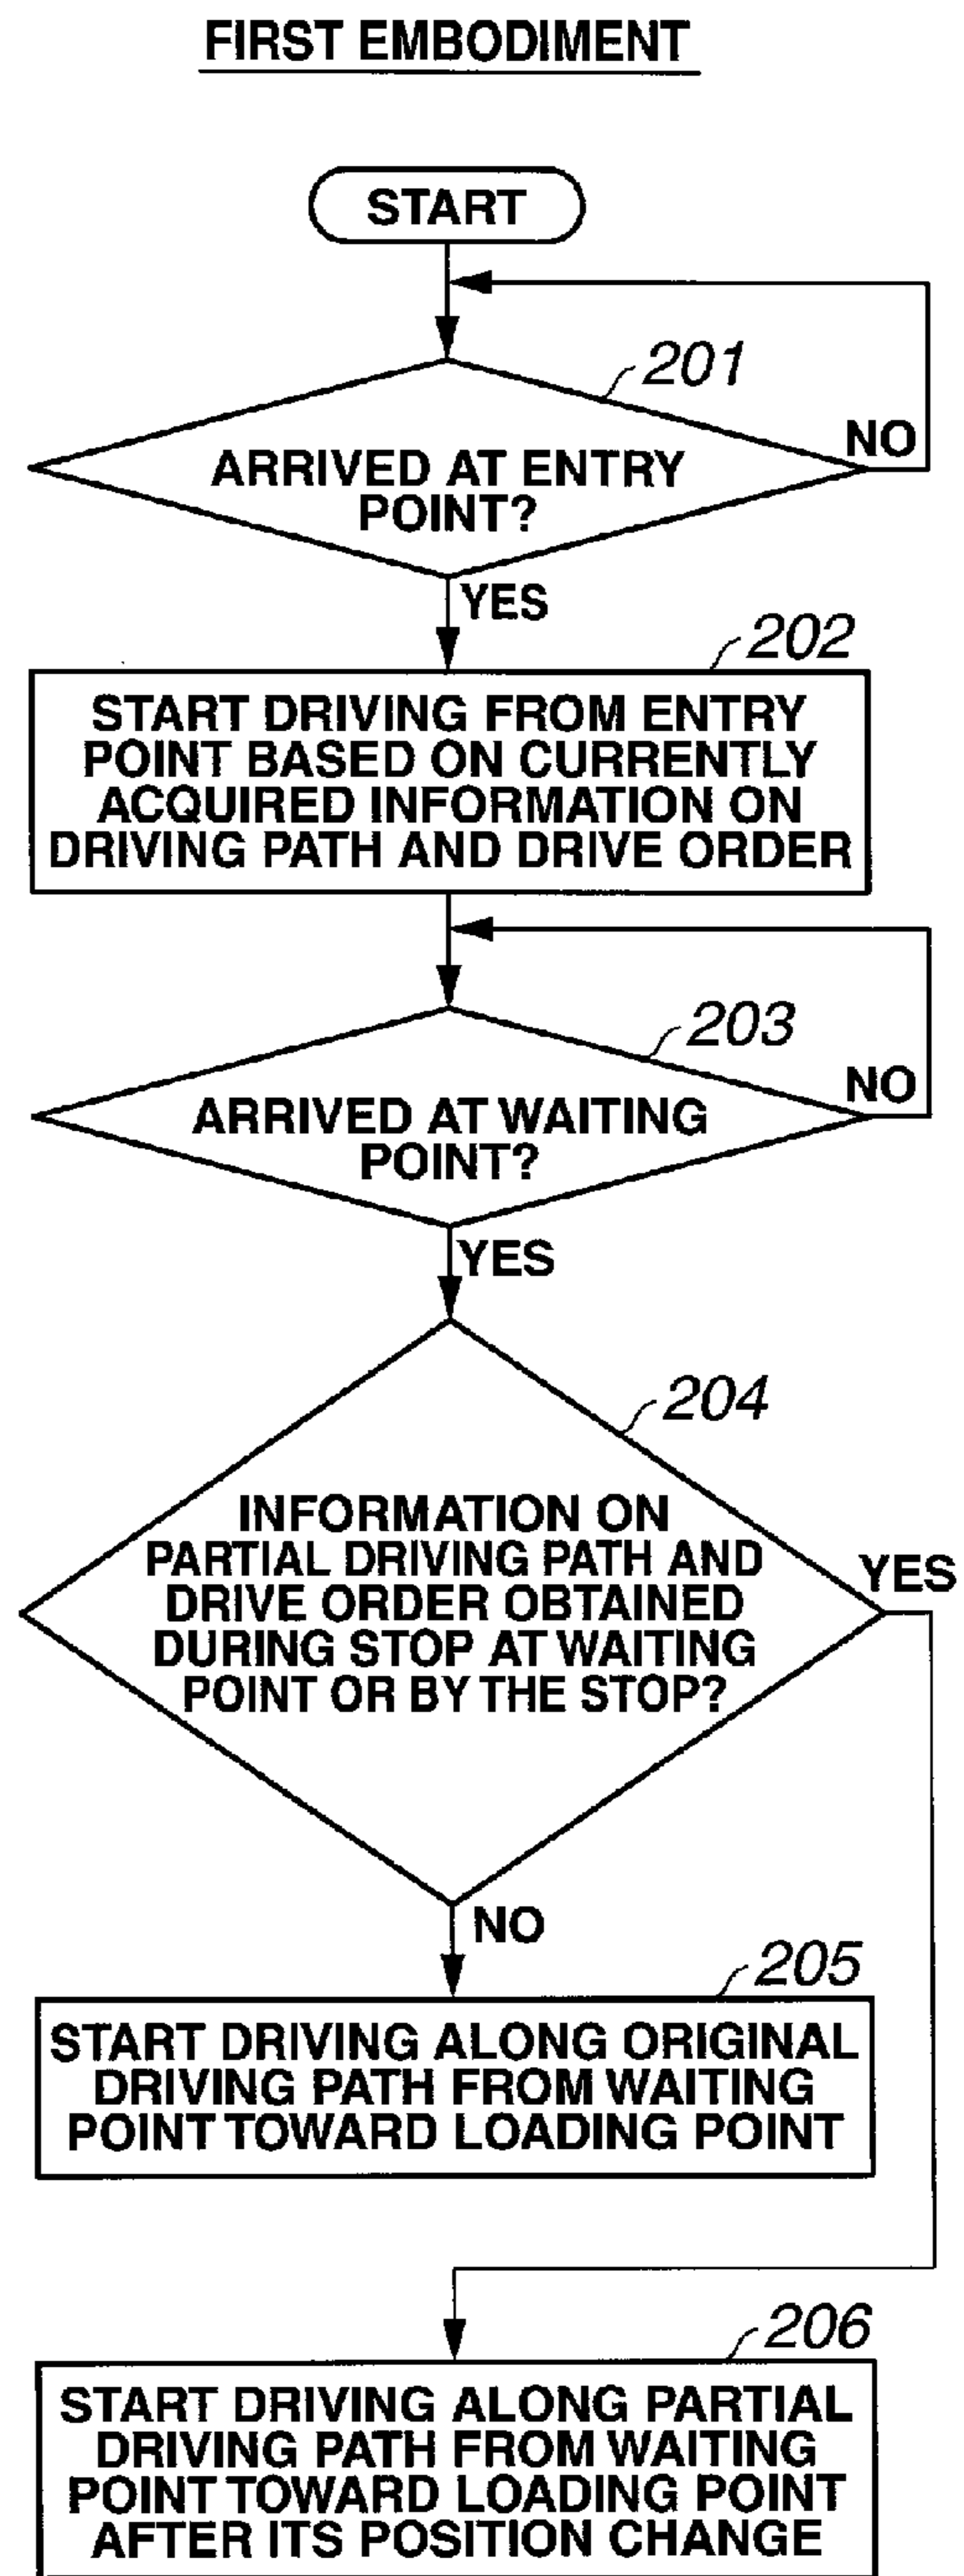 FIRST EMBODIMENT
START
201
NO
ARRIVED AT ENTRY
POINT?
YES
202
START DRIVING FROM ENTRY
POINT BASED ON CURRENTLY
ACQUIRED INFORMATION ON
DRIVING PATH AND DRIVE ORDER
203
NO
ARRIVED AT WAITING
POINT?
YES
204
INFORMATION ON
PARTIAL DRIVING PATH AND
DRIVE ORDER OBTAINED
DURING STOP AT WAITING
POINT OR BY THE STOP?
YES
NO
205
START DRIVING ALONG ORIGINAL
DRIVING PATH FROM WAITING
POINT TOWARD LOADING POINT
206
START DRIVING ALONG PARTIAL
DRIVING PATH FROM WAITING
POINT TOWARD LOADING POINT
AFTER ITS POSITION CHANGE